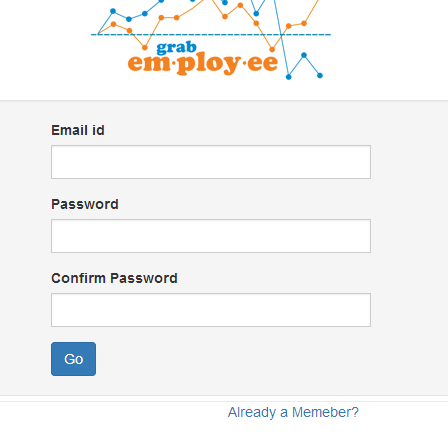 grab
em·ploy·ee
Email id
Password
Confirm Password
Go
Already a Memeber?